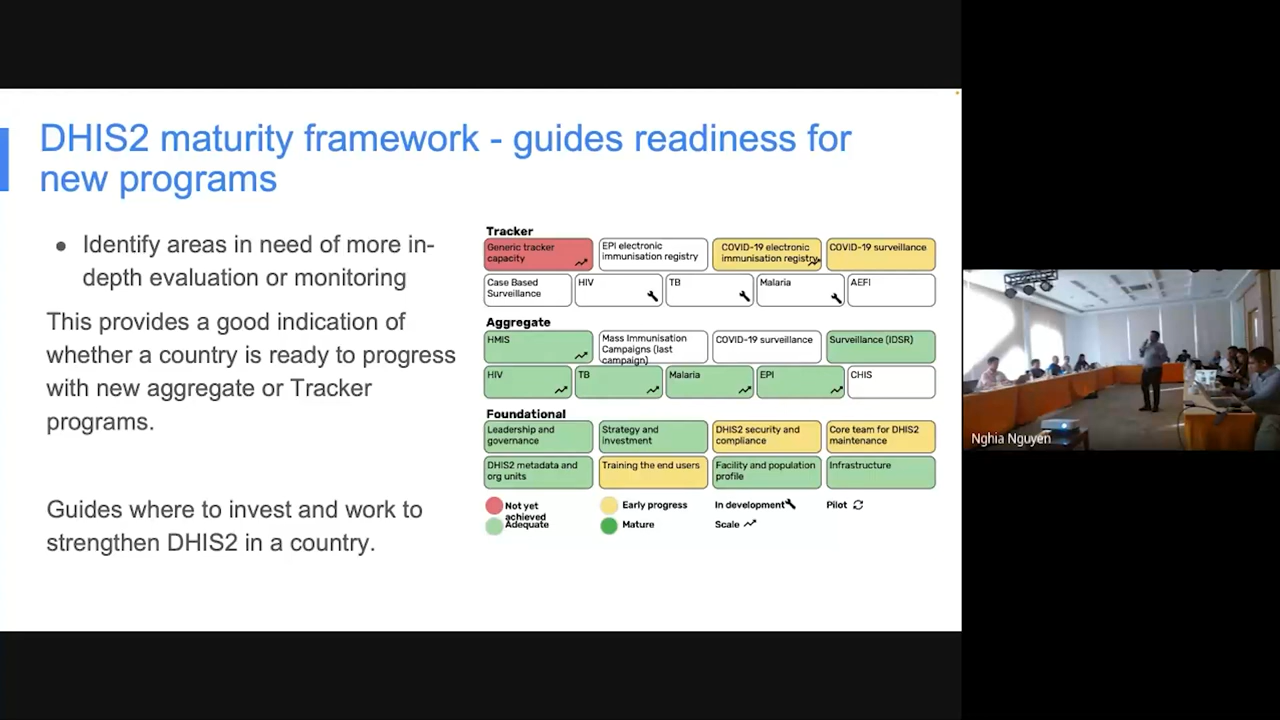 DHIS2 maturity framework - guides readiness for
new programs
● Identify areas in need of more in-
depth evaluation or monitoring
This provides a good indication of
whether a country is ready to progress
with new aggregate or Tracker
programs.
Guides where to invest and work to
strengthen DHIS2 in a country.
Tracker
Generic tracker
capacity
EPI electronic
immunisation registry
COVID-19 electronic
immunisation registry
COVID-19 surveillance
Case Based
Surveillance
HIV
TB
Malaria
AEFI
Aggregate
HMIS
Mass Immunisation
Campaigns (last
campaign)
COVID-19 surveillance
Surveillance (IDSR)
HIV
TB
Malaria
EPI
CHIS
Foundational
Leadership and
governance
Strategy and
investment
DHIS2 security and
compliance
Core team for DHIS2
maintenance
DHIS2 metadata and
org units
Training the end users
Facility and population
profile
Infrastructure
Not yet
achieved
Early progress
In development
Pilot
Adequate
Mature
Scale
Nghia Nguyen